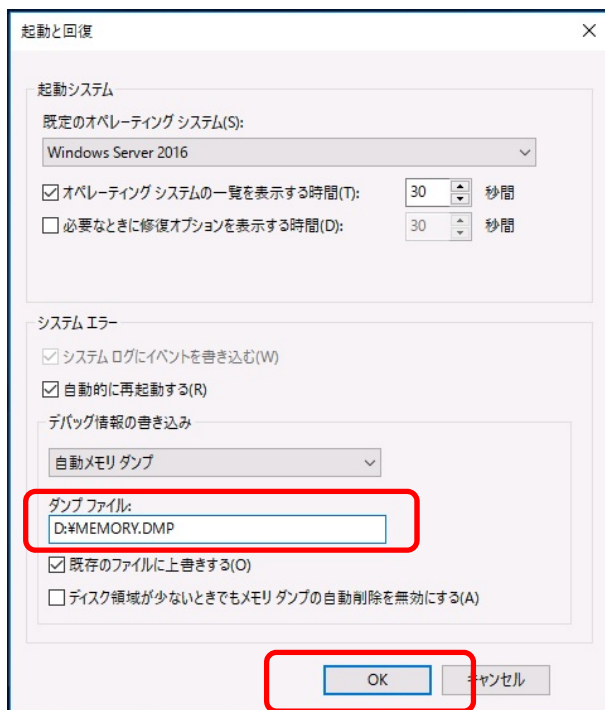 起動と回復
起動システム
既定のオペレーティング システム(S):
Windows Server 2016
オペレーティング システムの一覧を表示する時間(T): 30 秒間
必要なときに修復オプションを表示する時間(D): 30 秒間
システム エラー
システム ログにイベントを書き込む(W)
自動的に再起動する(R)
デバッグ情報の書き込み
自動メモリ ダンプ
ダンプ ファイル:
D:¥MEMORY.DMP
既存のファイルに上書きする(O)
ディスク領域が少ないときでもメモリ ダンプの自動削除を無効にする(A)
OK キャンセル